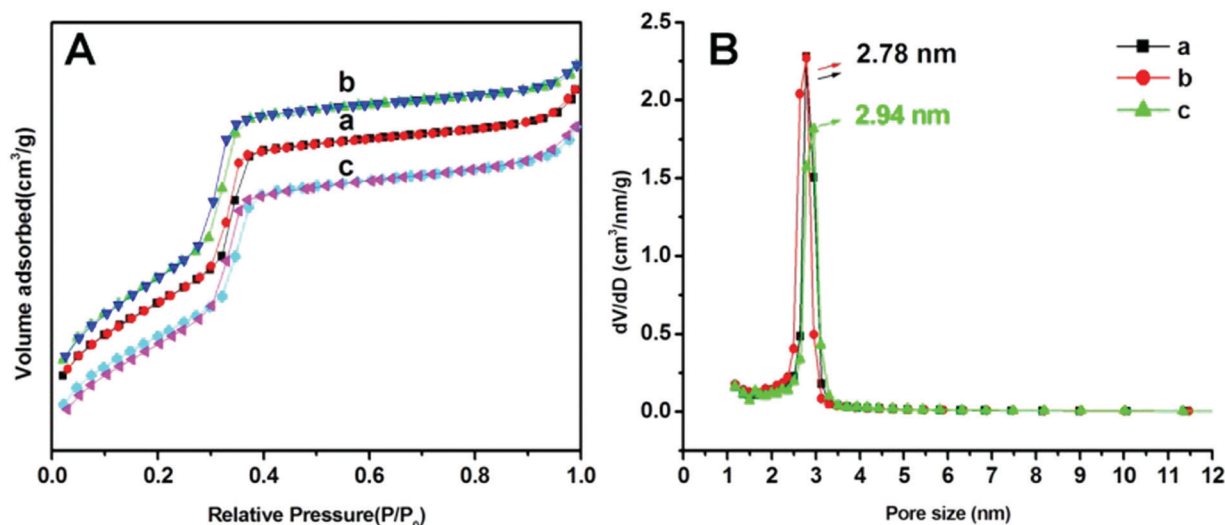 A
b
a
c
Volume adsorbed(cm³/g)
0.0 0.2 0.4 0.6 0.8 1.0
Relative Pressure(P/P₀)
B
2.78 nm
2.94 nm
a
b
c
dV/dD (cm³/nm/g)
2.5
2.0
1.5
1.0
0.5
0.0
0 1 2 3 4 5 6 7 8 9 10 11 12
Pore size (nm)